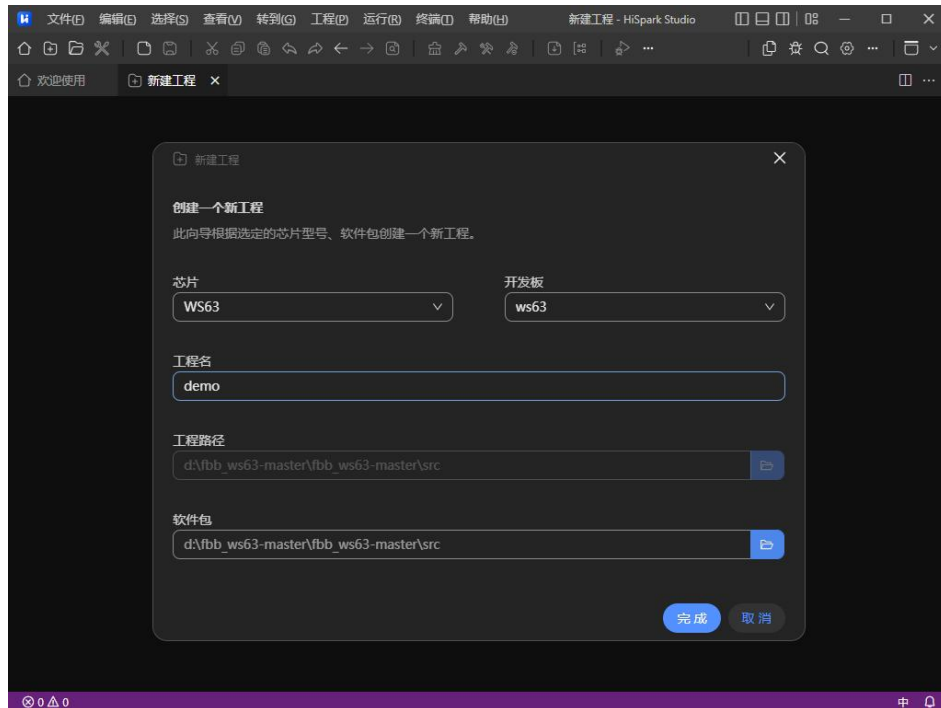 文件(F) 编辑(E) 选择(S) 查看(V) 转到(G) 工程(P) 运行(R) 终端(T) 帮助(H) 新建工程 - HiSpark Studio
欢迎使用 新建工程
新建工程
创建一个新工程
此向导根据选定的芯片型号、软件包创建一个新工程。
芯片 开发板
WS63 ws63
工程名
demo
工程路径
d:\fbb_ws63-master\fbb_ws63-master\src
软件包
d:\fbb_ws63-master\fbb_ws63-master\src
完成 取消
0 0 中